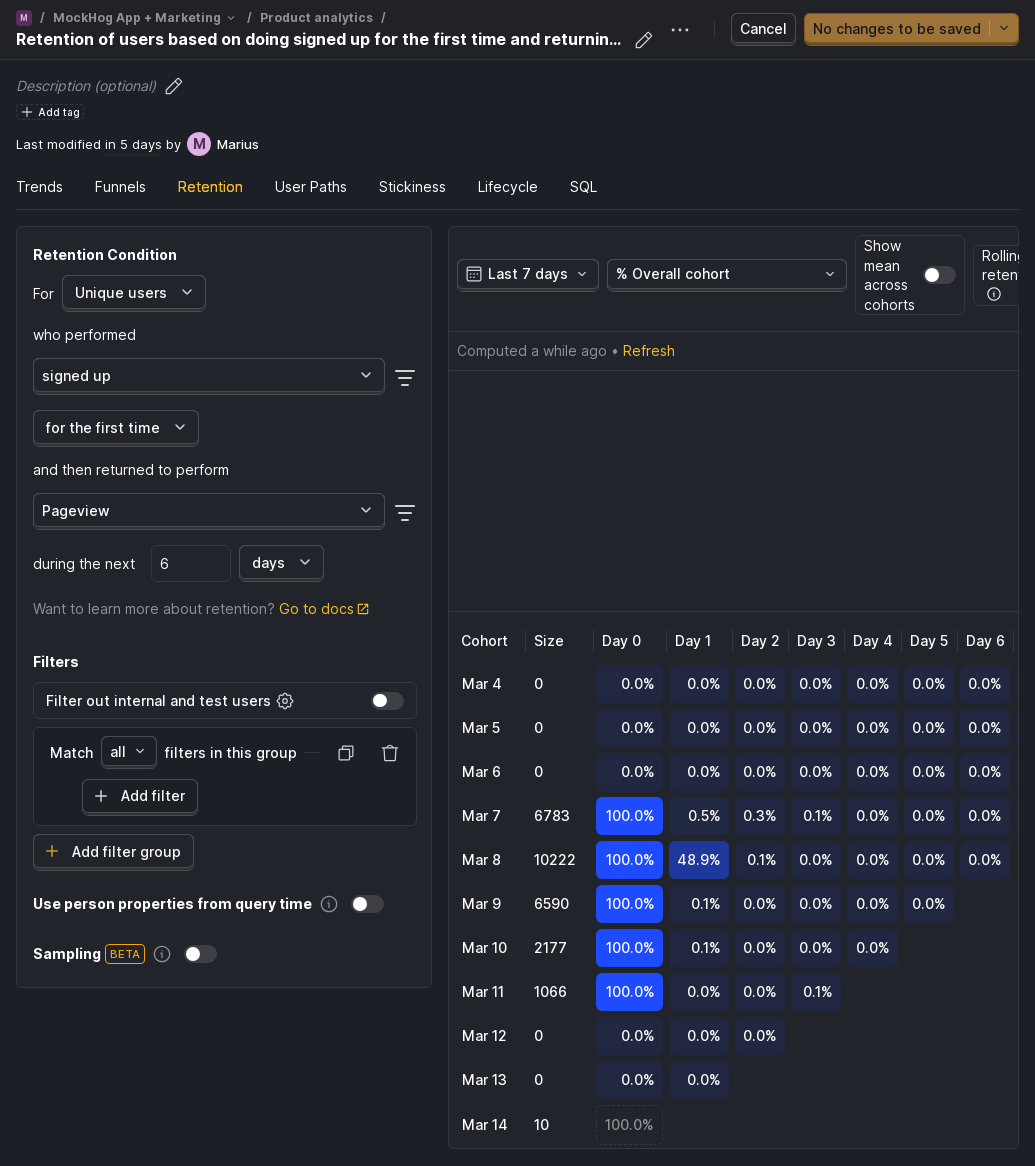 M / MockHog App + Marketing / Product analytics /
Retention of users based on doing signed up for the first time and returnin...
Cancel
No changes to be saved
Description (optional)
Add tag
Last modified in 5 days by M Marius
Trends Funnels Retention User Paths Stickiness Lifecycle SQL
Retention Condition
For Unique users
who performed
signed up
for the first time
and then returned to perform
Pageview
during the next 6 days
Want to learn more about retention? Go to docs
Filters
Filter out internal and test users
Match all filters in this group
Add filter
Add filter group
Use person properties from query time
Sampling BETA
Last 7 days
% Overall cohort
Show
mean
across
cohorts
Rolling
retent
Computed a while ago • Refresh
Cohort Size Day 0 Day 1 Day 2 Day 3 Day 4 Day 5 Day 6
Mar 4 0 0.0% 0.0% 0.0% 0.0% 0.0% 0.0% 0.0%
Mar 5 0 0.0% 0.0% 0.0% 0.0% 0.0% 0.0% 0.0%
Mar 6 0 0.0% 0.0% 0.0% 0.0% 0.0% 0.0% 0.0%
Mar 7 6783 100.0% 0.5% 0.3% 0.1% 0.0% 0.0% 0.0%
Mar 8 10222 100.0% 48.9% 0.1% 0.0% 0.0% 0.0% 0.0%
Mar 9 6590 100.0% 0.1% 0.0% 0.0% 0.0% 0.0%
Mar 10 2177 100.0% 0.1% 0.0% 0.0% 0.0%
Mar 11 1066 100.0% 0.0% 0.0% 0.1%
Mar 12 0 0.0% 0.0% 0.0%
Mar 13 0 0.0% 0.0%
Mar 14 10 100.0%